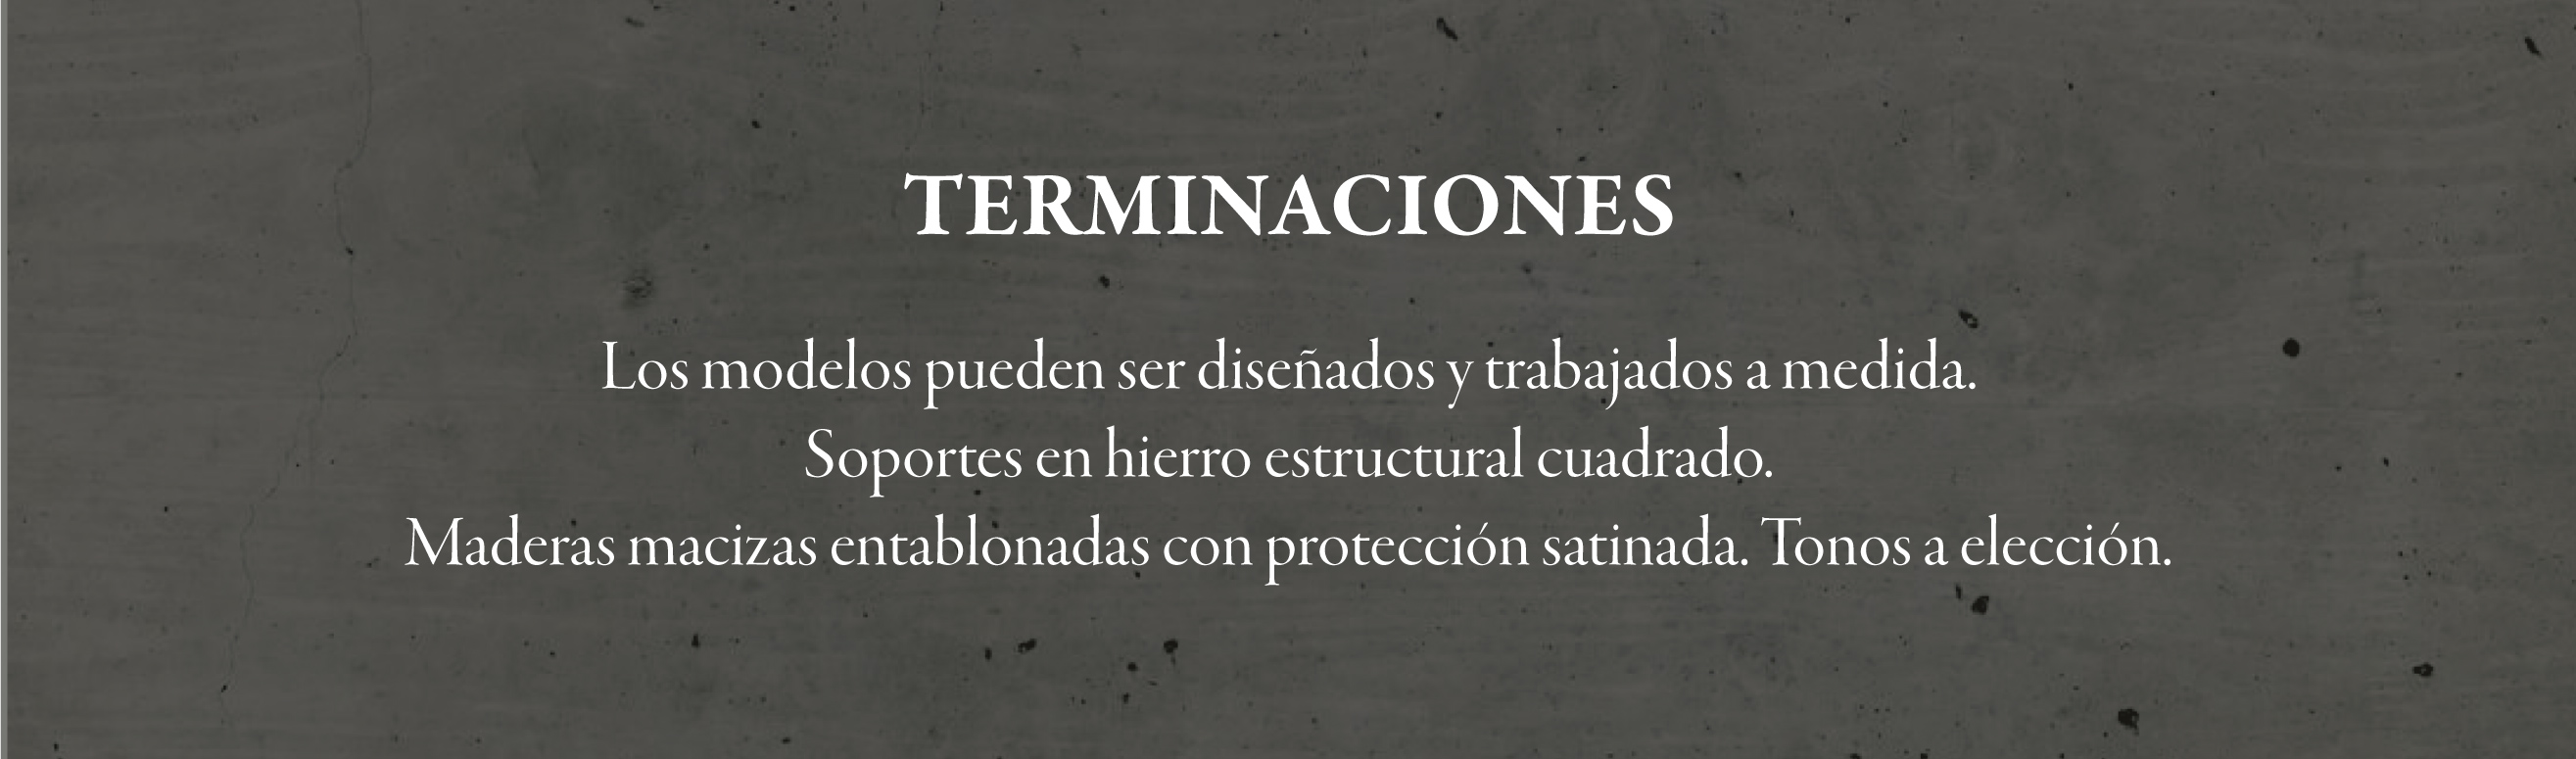 TERMINACIONES
Los modelos pueden ser diseñados y trabajados a medida.
Soportes en hierro estructural cuadrado.
Maderas macizas entablonadas con protección satinada. Tonos a elección.